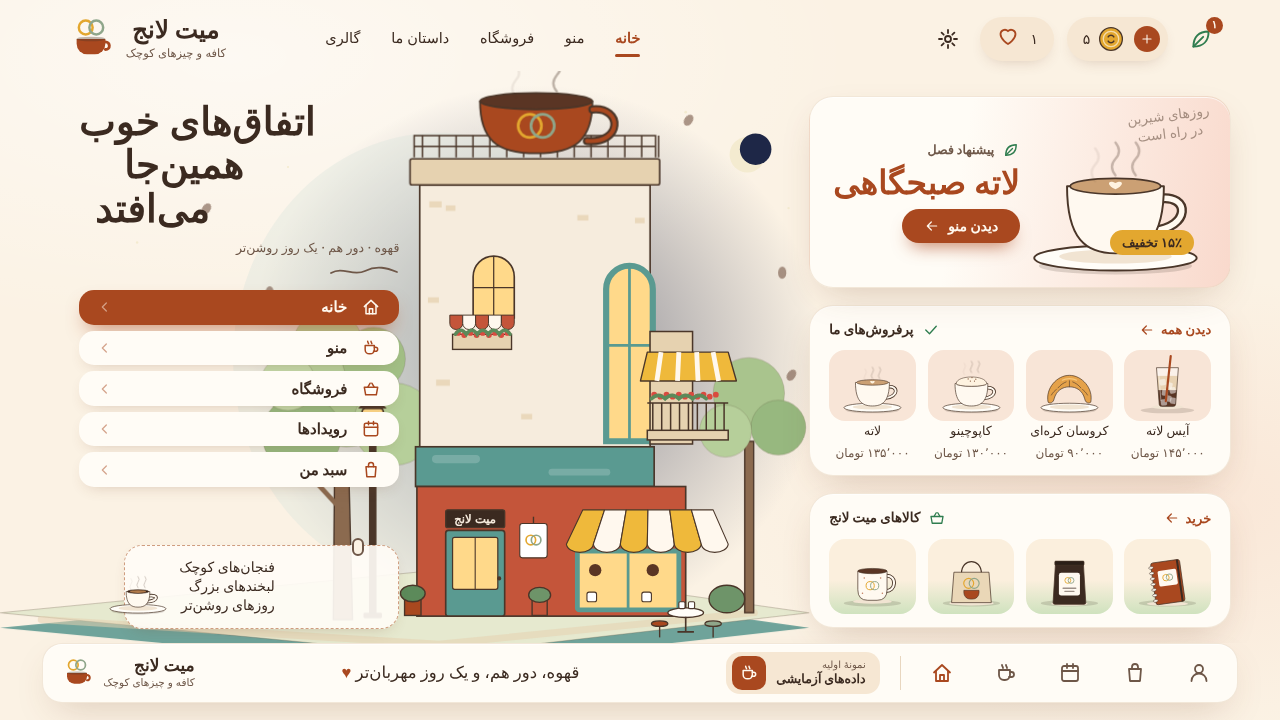 میت لانج
کافه و چیزهای کوچک
خانه
منو
فروشگاه
داستان ما
گالری
۱
۵
۱
اتفاق‌های خوب
همین‌جا
می‌افتد
قهوه · دور هم · یک روز روشن‌تر
خانه
منو
فروشگاه
رویدادها
سبد من
فنجان‌های کوچک
لبخندهای بزرگ
روزهای روشن‌تر
میت لانج
روزهای شیرین
در راه است
پیشنهاد فصل
لاته صبحگاهی
دیدن منو
۱۵٪ تخفیف
پرفروش‌های ما
دیدن همه
آیس لاته
کروسان کره‌ای
کاپوچینو
لاته
۱۴۵٬۰۰۰ تومان
۹۰٬۰۰۰ تومان
۱۳۰٬۰۰۰ تومان
۱۳۵٬۰۰۰ تومان
کالاهای میت لانج
خرید
میت لانج
کافه و چیزهای کوچک
قهوه، دور هم، و یک روز مهربان‌تر ♥
نمونهٔ اولیه
داده‌های آزمایشی